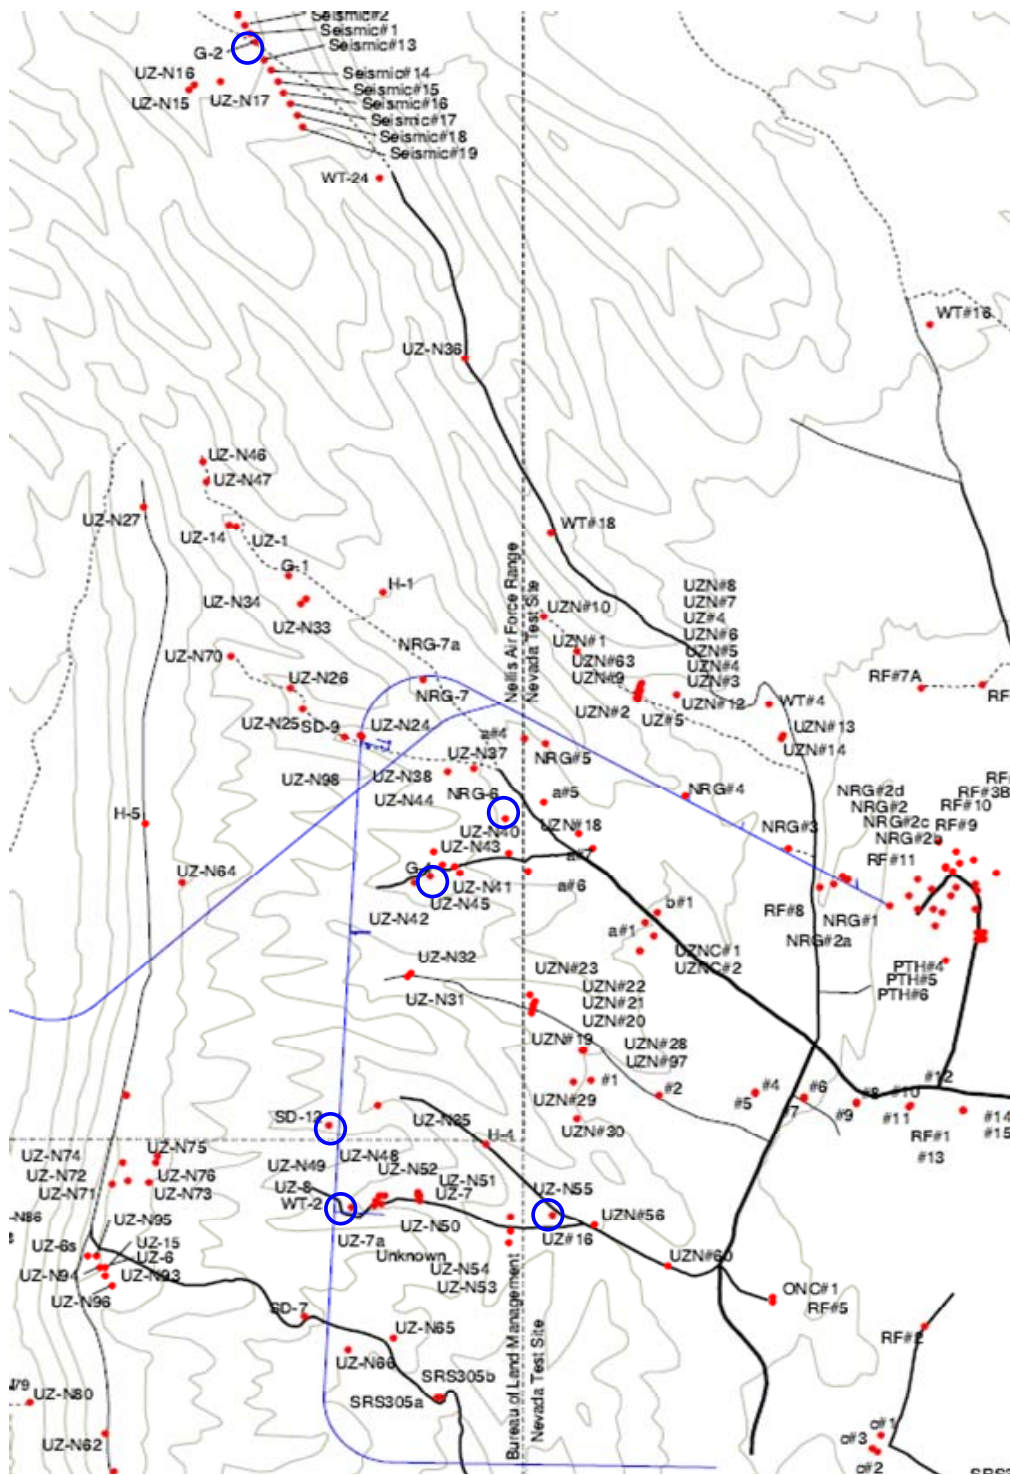 Seismic#2
Seismic#1
Seismic#13
G-2
Seismic#14
UZ-N16
Seismic#15
UZ-N15
UZ-N17
Seismic#16
Seismic#17
Seismic#18
Seismic#19
WT-24
WT#16
UZ-N36
UZ-N46
UZ-N47
UZ-N27
WT#18
UZ-14
UZ-1
G-1
H-1
Nellis Air Force Range
Nevada Test Site
UZN#8
UZN#7
UZ#4
UZN#6
UZN#5
UZN#4
UZN#3
UZN#10
UZ-N34
UZ-N33
UZN#1
NRG-7a
UZN#63
UZ-N70
UZN#9
UZ-N26
RF#7A
RF
NRG-7
UZN#2
UZ#5
UZN#12
WT#4
UZ-N25
SD-9
UZ-N24
UZN#13
UZN#14
a#4
NRG#5
UZ-N37
UZ-N98
UZ-N38
NRG#2d
RF#3B
NRG-6
a#5
NRG#4
NRG#2
RF#10
UZ-N44
H-5
UZ-N40
UZN#18
NRG#3
NRG#2c
RF#9
UZ-N43
NRG#2b
a#7
RF#11
G-4
UZ-N64
UZ-N41
a#6
UZ-N45
UZ-N42
b#1
RF#8
NRG#1
a#1
NRG#2a
UZNC#1
UZNC#2
UZ-N32
UZN#23
PTH#4
PTH#5
PTH#6
UZ-N31
UZN#22
UZN#21
UZN#20
UZN#19
UZN#28
UZN#97
#1
#2
#4
#5
#6
#7
#8
#9
#10
#11
#12
UZN#29
#14
#15
SD-12
UZ-N25
UZN#30
RF#1
#13
H-4
UZ-N74
UZ-N75
UZ-N49
UZ-N48
UZ-N72
UZ-N76
UZ-N52
UZ-N71
UZ-N73
UZ-8
UZ-N51
UZ-7
UZ-N55
WT-2
-N86
UZ-N95
UZ-N50
UZN#56
UZ-6s
UZ-15
UZ-7a
UZ#16
UZ-6
Unknown
UZ-N94
UZ-N93
UZ-N54
UZN#60
UZ-N96
UZ-N53
ONC#1
RF#5
SD-7
Bureau of Land Management
Nevada Test Site
UZ-N65
RF#2
UZ-N66
SRS305b
SRS305a
UZ-N80
c#1
c#3
c#2
UZ-N62